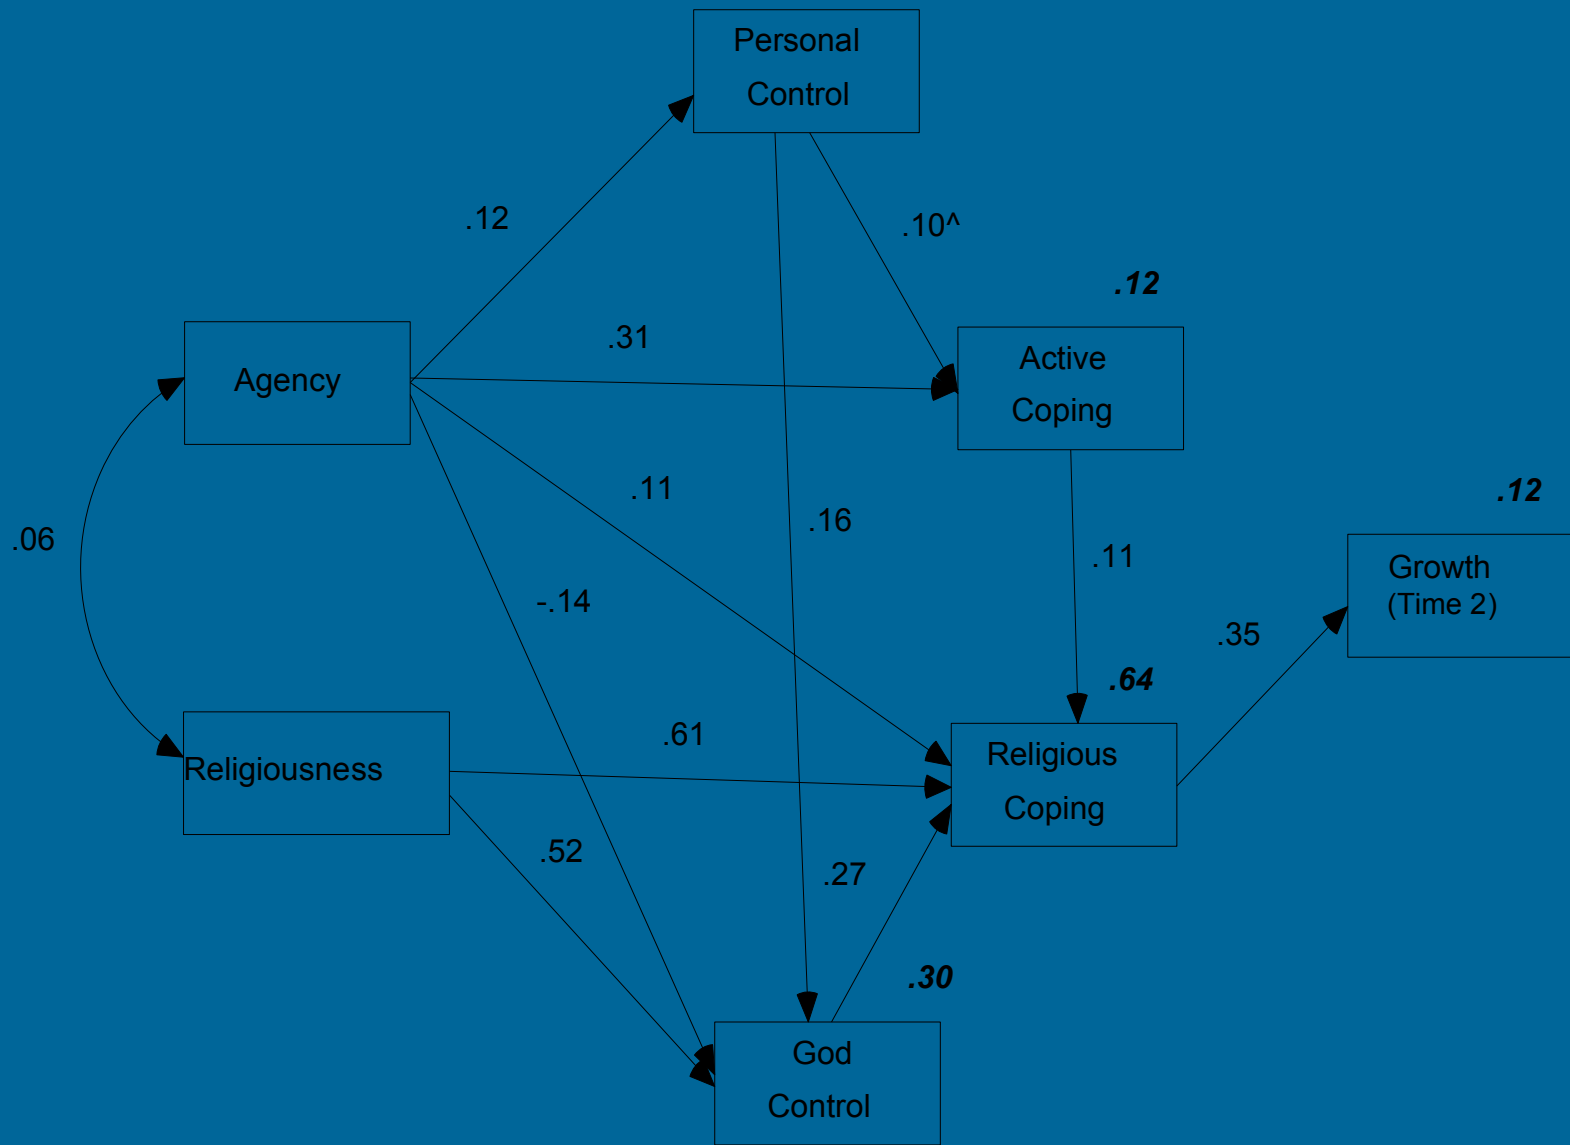 Personal
Control
.12
.10^
.12
.31
Active
Coping
Agency
.11
.12
.16
.06
.11
Growth
(Time 2)
-.14
.35
.64
.61
Religious
Coping
Religiousness
.52
.27
.30
God
Control